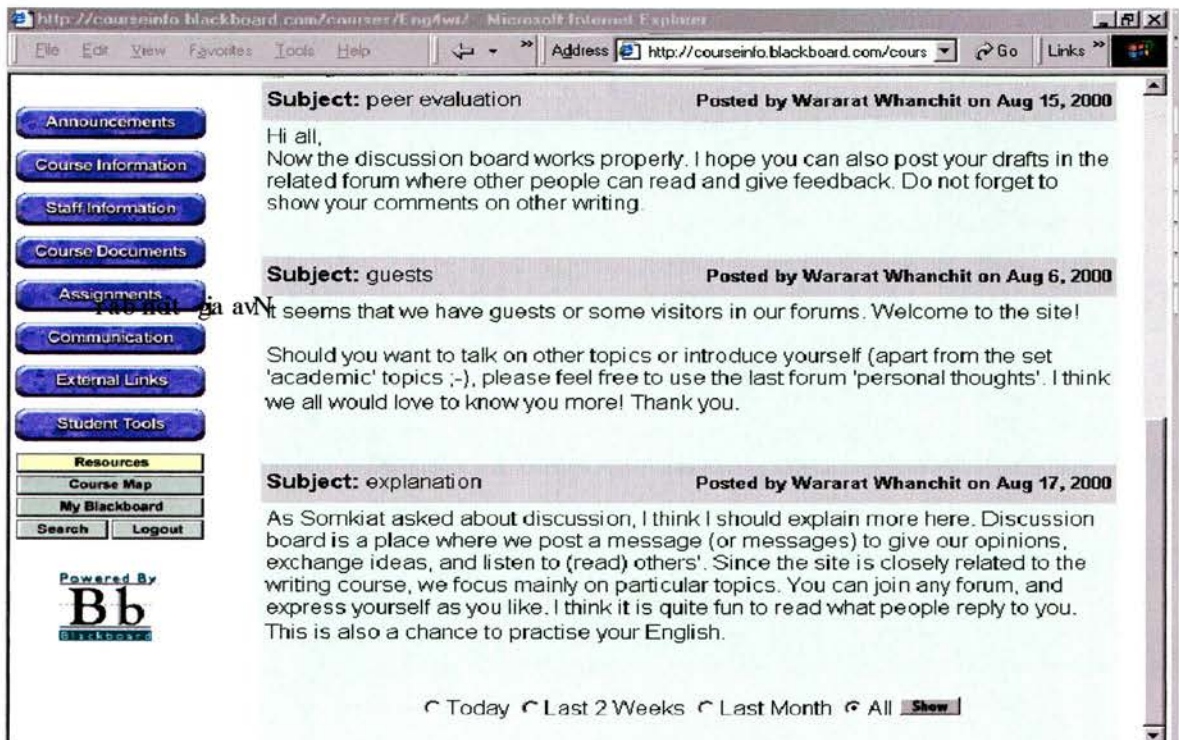 http://courseinfo.blackboard.com/courses/Eng4wr/ - Microsoft Internet Explorer
File Edit View Favorites Tools Help
Address http://courseinfo.blackboard.com/cours Go Links
Announcements
Course Information
Staff Information
Course Documents
Assignments
Communication
External Links
Student Tools
Resources
Course Map
My Blackboard
Search Logout
Powered By
Bb
Blackboard
Subject: peer evaluation Posted by Wararat Whanchit on Aug 15, 2000
Hi all,
Now the discussion board works properly. I hope you can also post your drafts in the
related forum where other people can read and give feedback. Do not forget to
show your comments on other writing.
Subject: guests Posted by Wararat Whanchit on Aug 6, 2000
It seems that we have guests or some visitors in our forums. Welcome to the site!
Should you want to talk on other topics or introduce yourself (apart from the set
'academic' topics ;-), please feel free to use the last forum 'personal thoughts'. I think
we all would love to know you more! Thank you.
Subject: explanation Posted by Wararat Whanchit on Aug 17, 2000
As Somkiat asked about discussion, I think I should explain more here. Discussion
board is a place where we post a message (or messages) to give our opinions,
exchange ideas, and listen to (read) others'. Since the site is closely related to the
writing course, we focus mainly on particular topics. You can join any forum, and
express yourself as you like. I think it is quite fun to read what people reply to you.
This is also a chance to practise your English.
Today Last 2 Weeks Last Month All Show